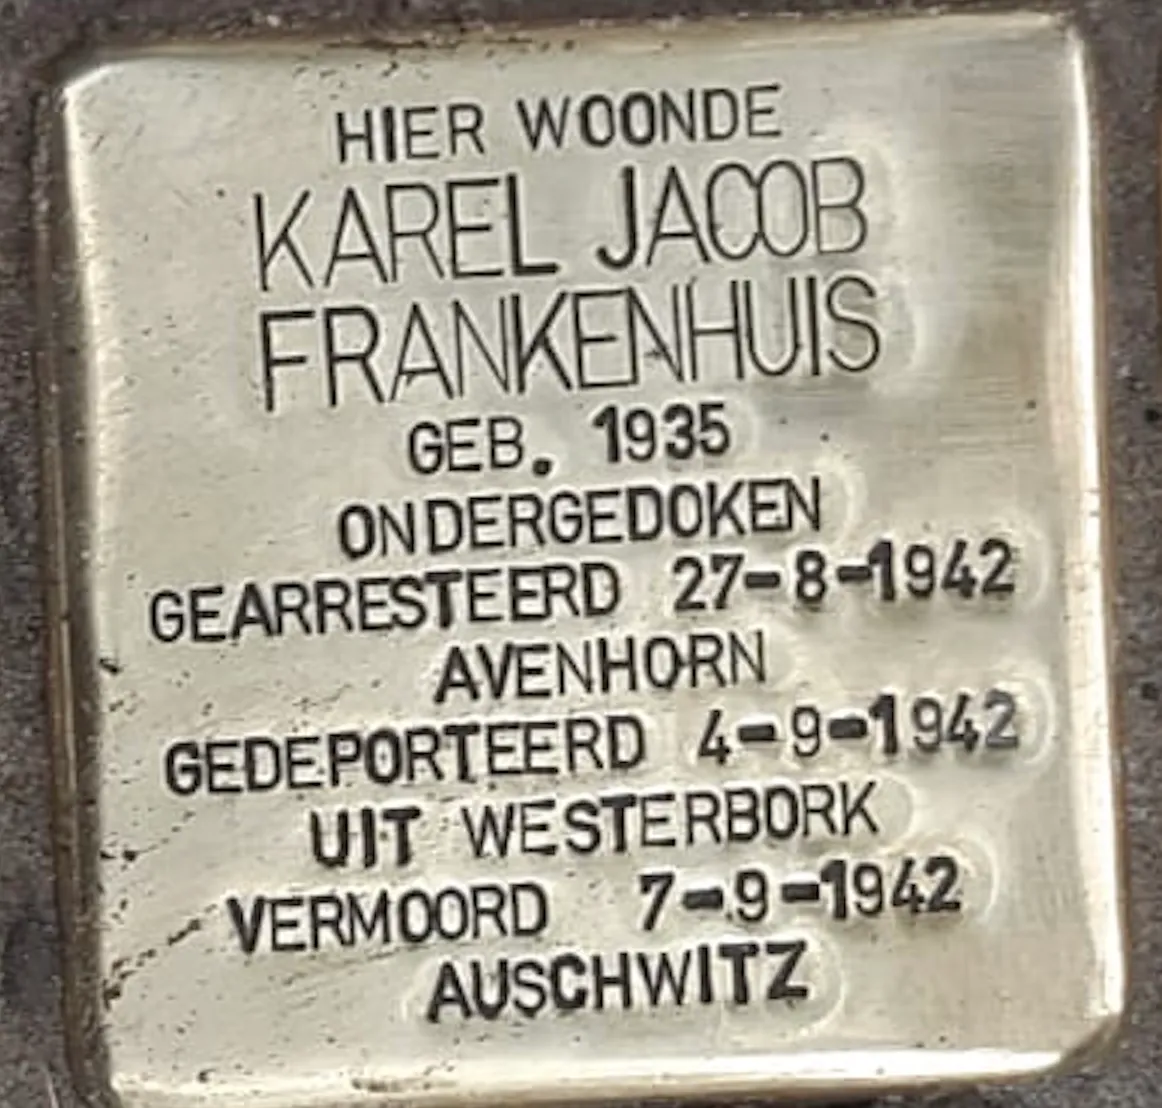 HIER WOONDE
KAREL JACOB
FRANKENHUIS
GEB. 1935
ONDERGEDOKEN
GEARRESTEERD 27-8-1942
AVENHORN
GEDEPORTEERD 4-9-1942
UIT WESTERBORK
VERMOORD 7-9-1942
AUSCHWITZ